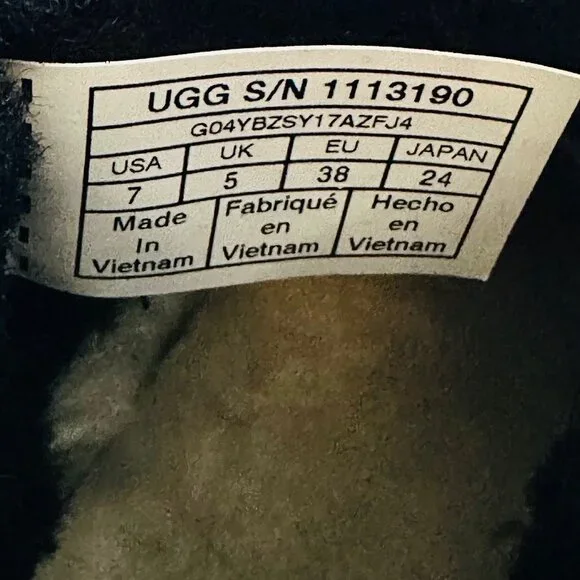 UGG S/N 1113190
G04YBZSY17AZFJ4
USA UK EU JAPAN
7 5 38 24
Made Fabriqué Hecho
In en en
Vietnam Vietnam Vietnam